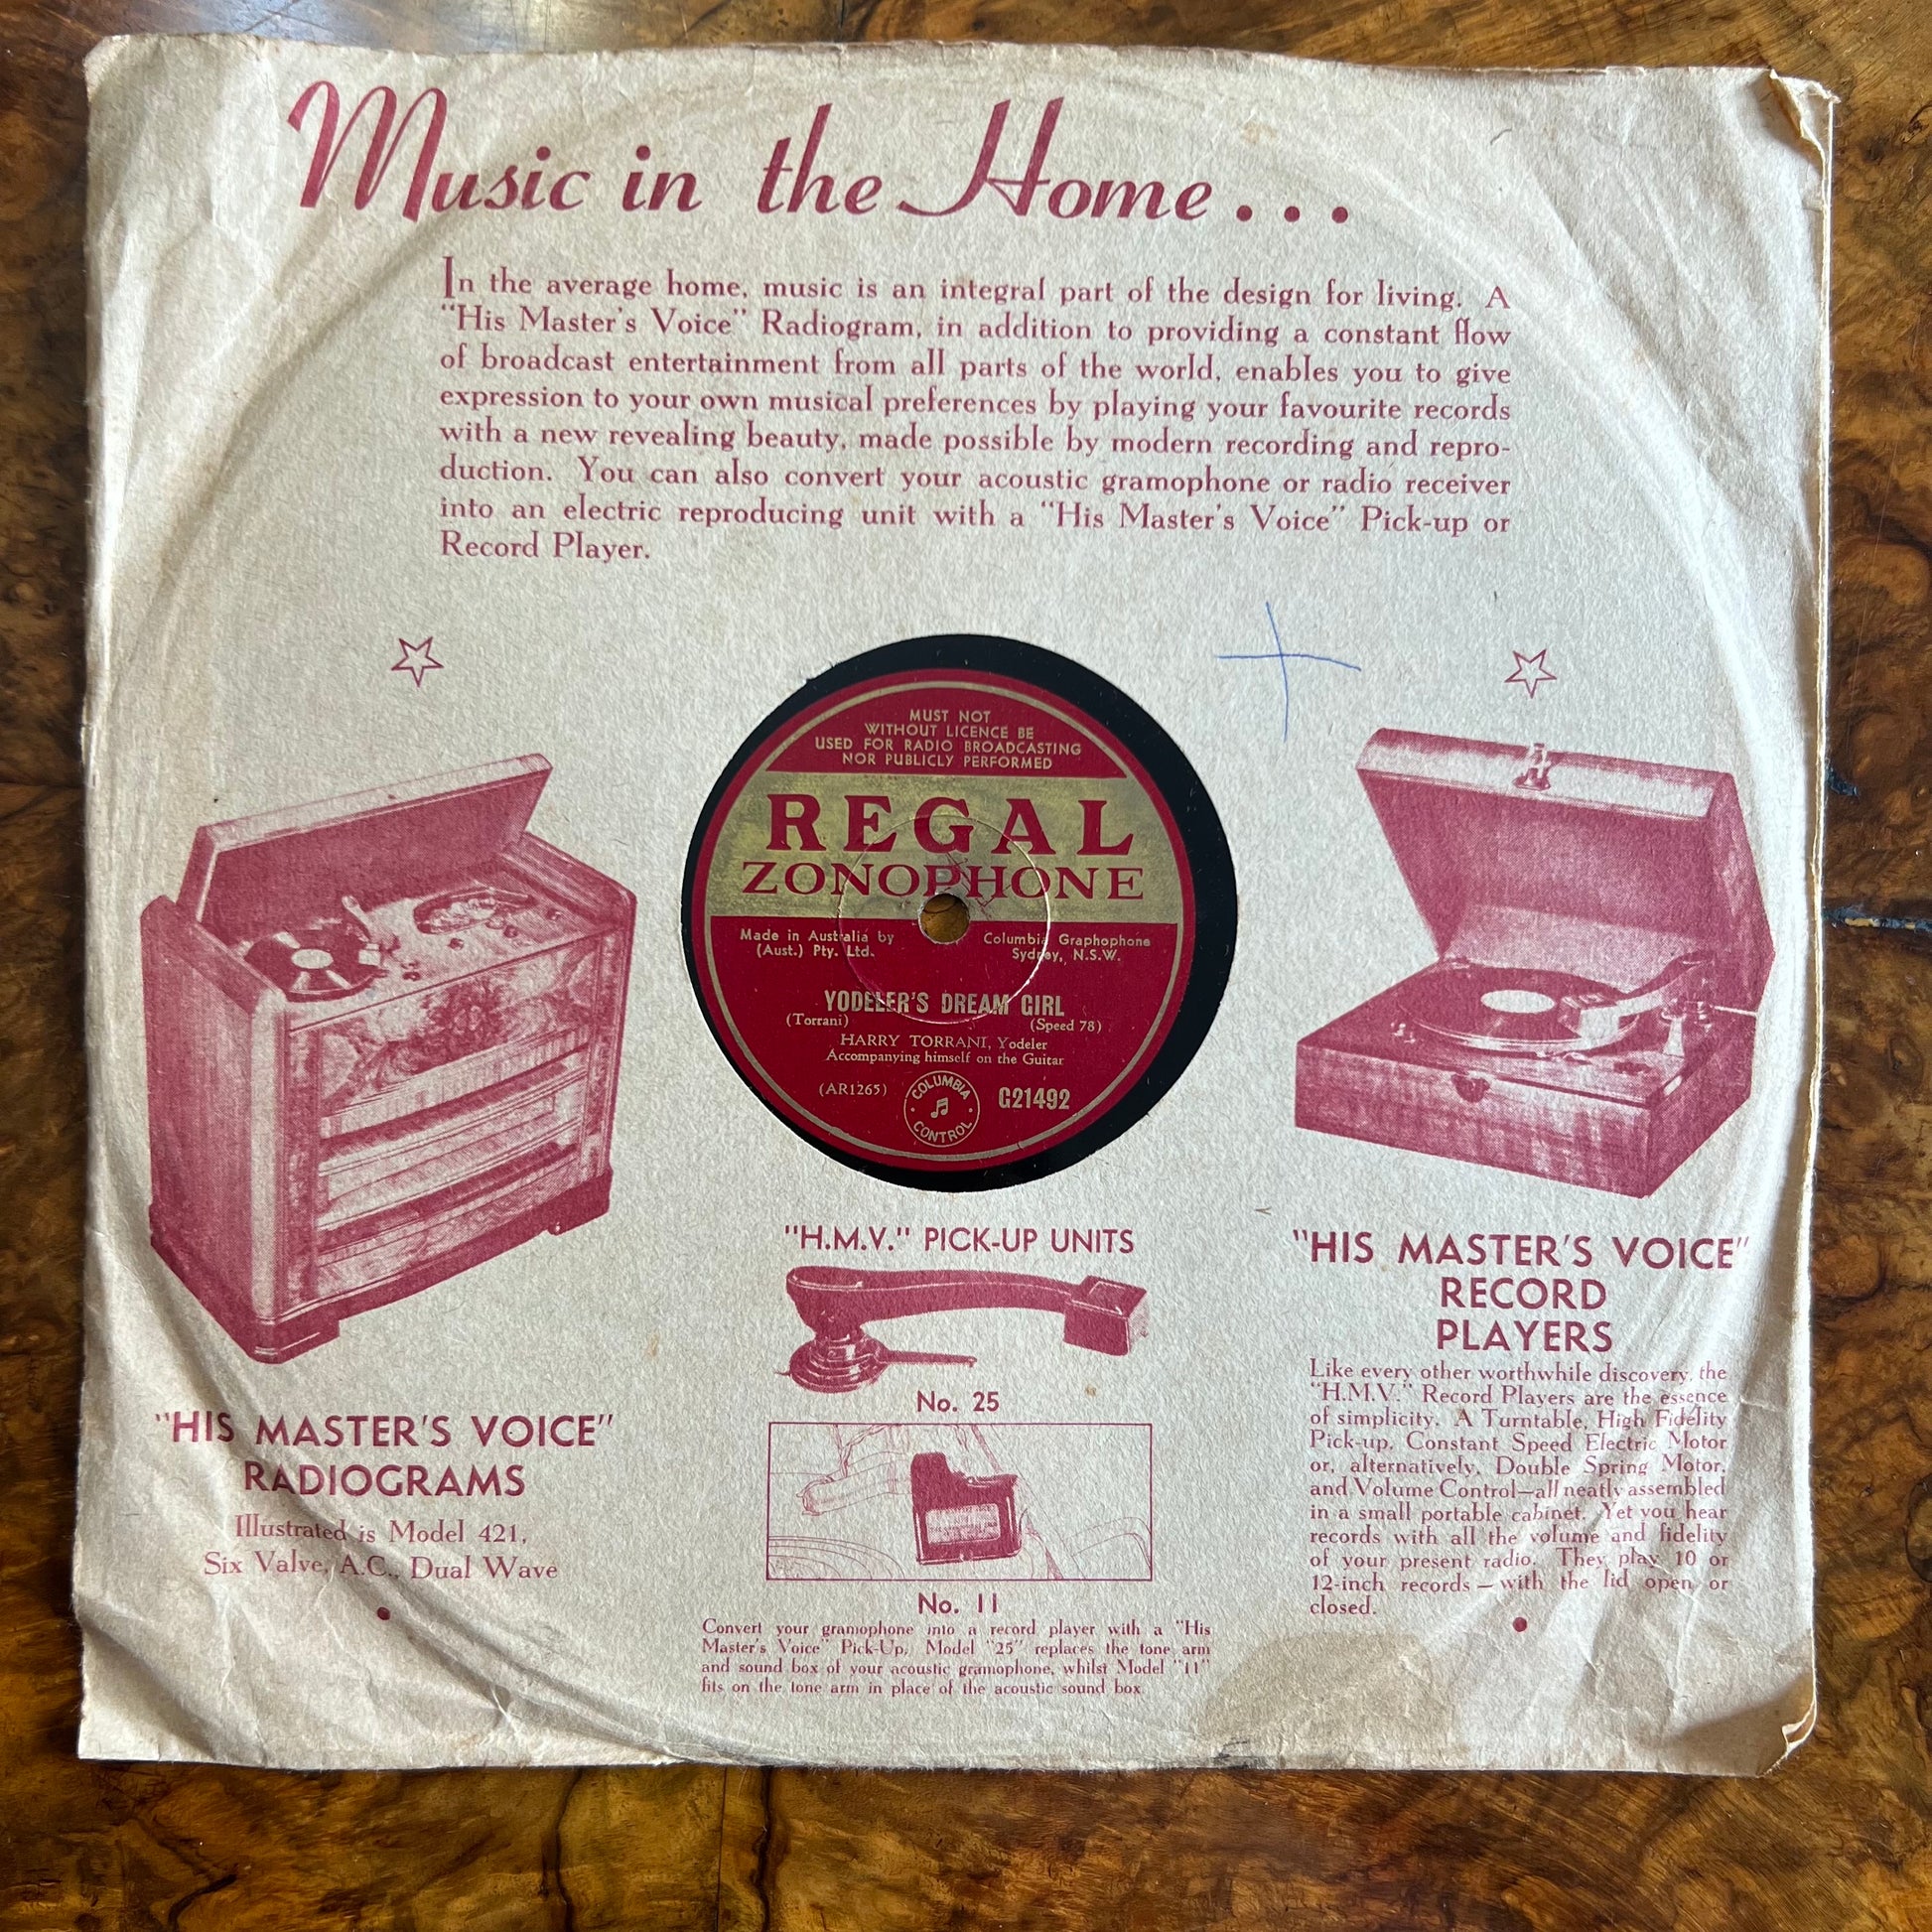 Music in the Home...
In the average home, music is an integral part of the design for living. A
"His Master's Voice" Radiogram, in addition to providing a constant flow
of broadcast entertainment from all parts of the world, enables you to give
expression to your own musical preferences by playing your favourite records
with a new revealing beauty, made possible by modern recording and repro-
duction. You can also convert your acoustic gramophone or radio receiver
into an electric reproducing unit with a "His Master's Voice" Pick-up or
Record Player.
MUST NOT
WITHOUT LICENCE BE
USED FOR RADIO BROADCASTING
NOR PUBLICLY PERFORMED
REGAL
ZONOPHONE
Made in Australia by Columbia Graphophone
(Aust.) Pty. Ltd. Sydney, N.S.W.
YODELER'S DREAM GIRL
(Torrani) (Speed 78)
HARRY TORRANI, Yodeler
Accompanying himself on the Guitar
(AR1265) COLUMBIA CONTROL G21492
"HIS MASTER'S VOICE"
RADIOGRAMS
Illustrated is Model 421,
Six Valve, A.C., Dual Wave
"H.M.V." PICK-UP UNITS
No. 25
No. 11
Convert your gramophone into a record player with a "His
Master's Voice" Pick-Up, Model "25" replaces the tone arm
and sound box of your acoustic gramophone, whilst Model "11"
fits on the tone arm in place of the acoustic sound box.
"HIS MASTER'S VOICE"
RECORD
PLAYERS
Like every other worthwhile discovery, the
"H.M.V." Record Players are the essence
of simplicity. A Turntable, High Fidelity
Pick-up, Constant Speed Electric Motor
or, alternatively, Double Spring Motor,
and Volume Control—all neatly assembled
in a small portable cabinet. Yet you hear
records with all the volume and fidelity
of your present radio. They play 10 or
12-inch records — with the lid open or
closed.